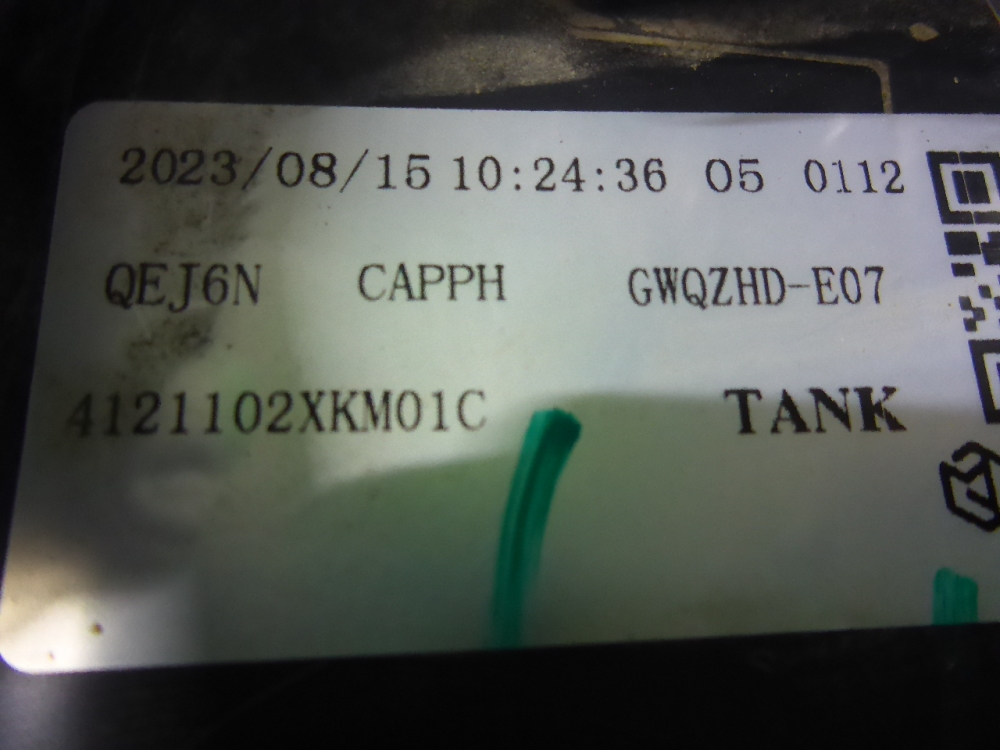 2023/08/15 10:24:36 05 0112
QEJ6N CAPPH GWQZHD-E07
4121102XKM01C TANK